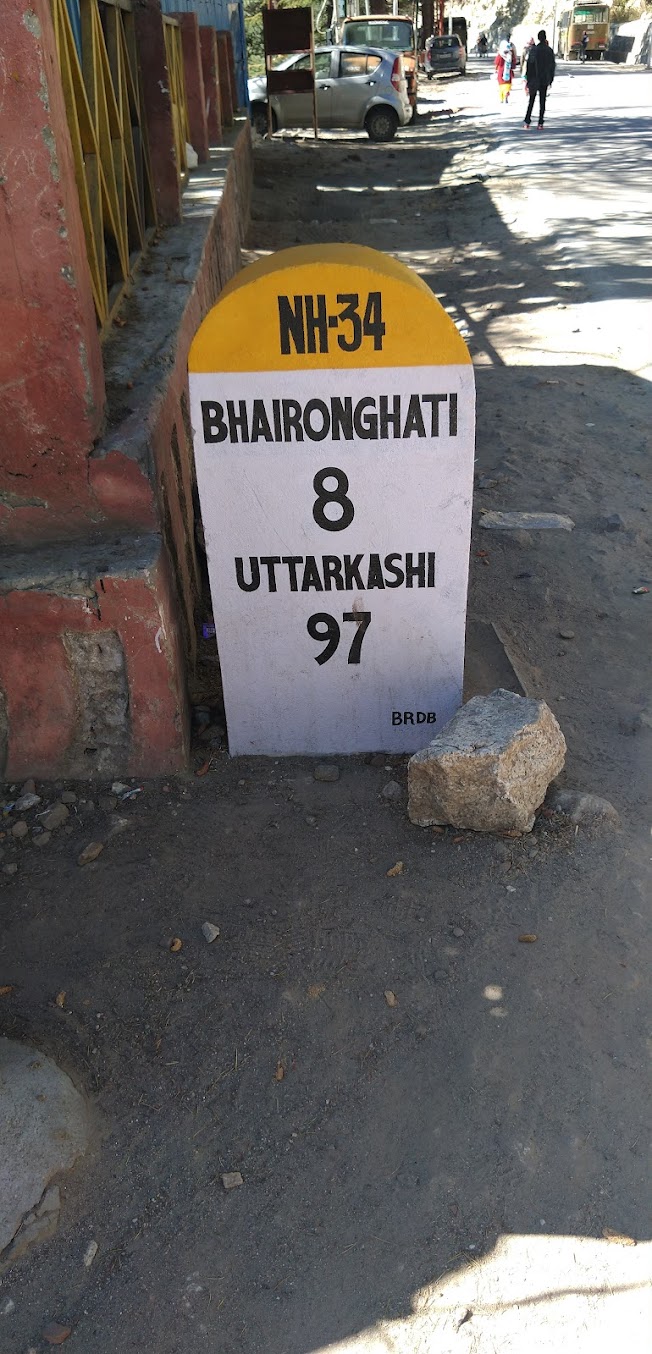 NH-34
BHAIRONGHATI
8
UTTARKASHI
97
BRDB